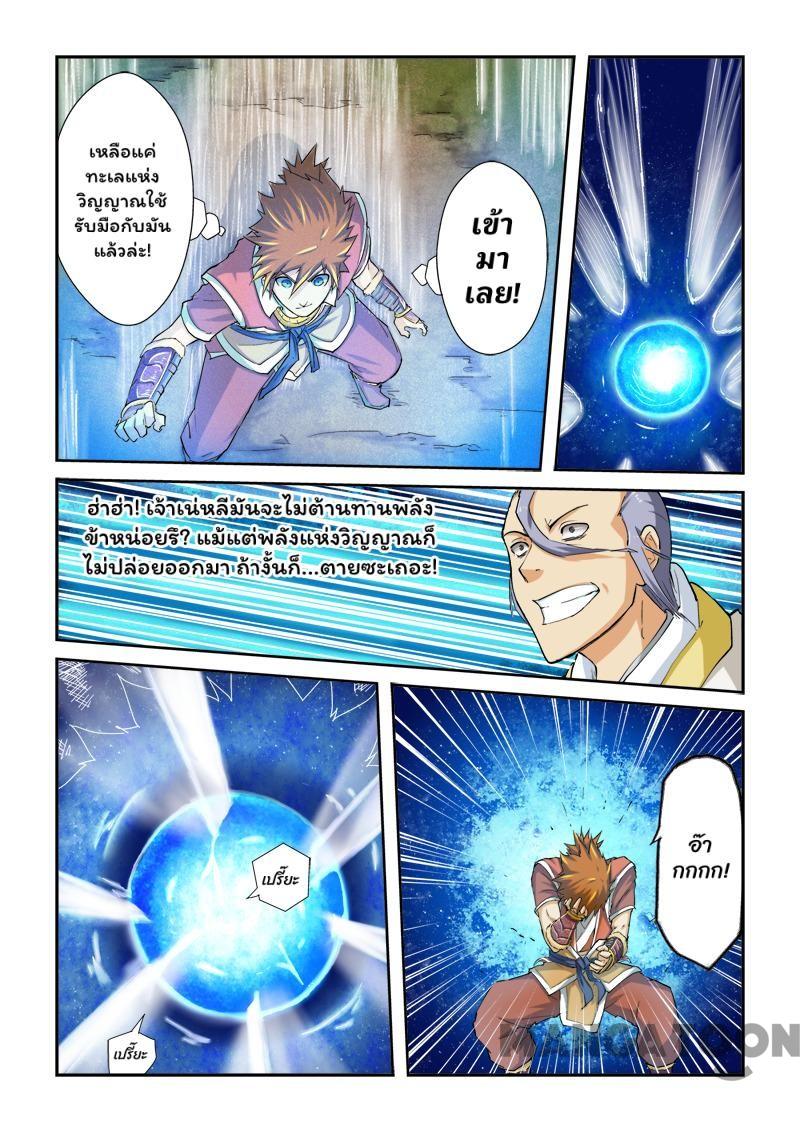 เหลือแค่
ทะเลแห่ง
วิญญาณใช้
รับมือกับมัน
แล้วล่ะ!
เข้า
มา
เลย!
ฮ่าฮ่า! เจ้าเน่หลีมันจะไม่ต้านทานพลัง
ข้าหน่อยรึ? แม้แต่พลังแห่งวิญญาณก็
ไม่ปล่อยออกมา ถ้างั้นก็...ตายซะเถอะ!
เปรี๊ยะ
เปรี๊ยะ
อ๊า
กกกก!
MANGATOON